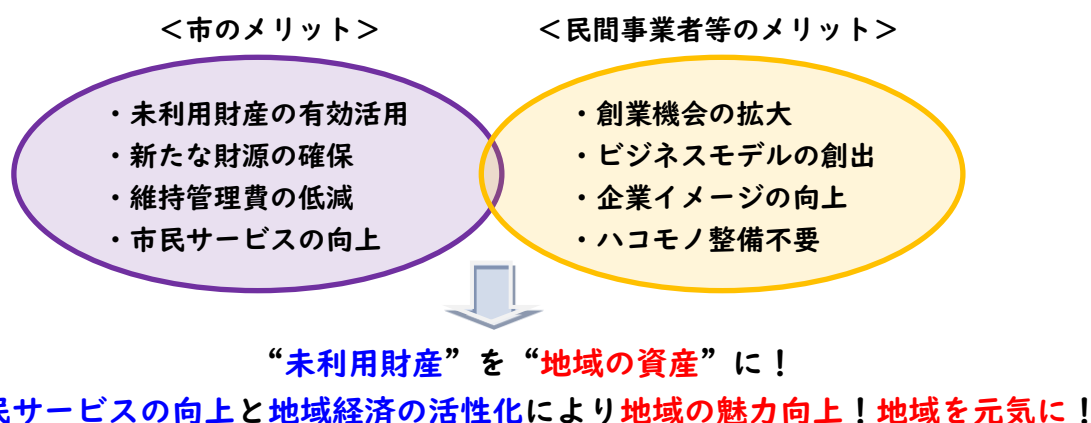 ＜市のメリット＞
・未利用財産の有効活用
・新たな財源の確保
・維持管理費の低減
・市民サービスの向上
＜民間事業者等のメリット＞
・創業機会の拡大
・ビジネスモデルの創出
・企業イメージの向上
・ハコモノ整備不要
“未利用財産”を“地域の資産”に！
民サービスの向上と地域経済の活性化により地域の魅力向上！地域を元気に！